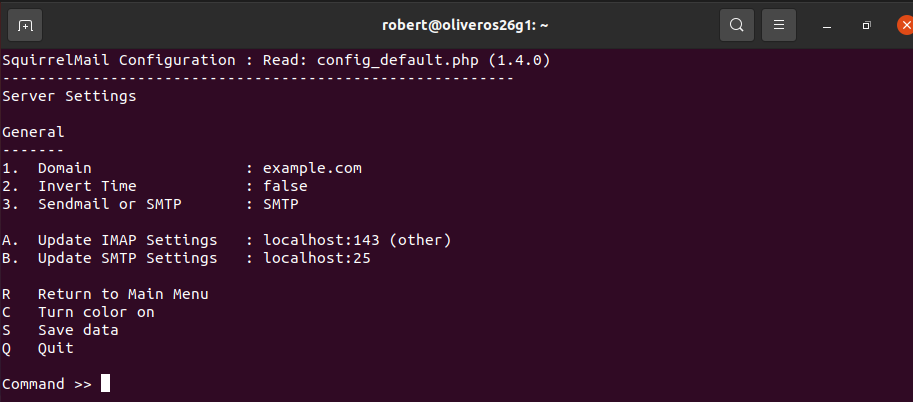 robert@oliveros26g1: ~
SquirrelMail Configuration : Read: config_default.php (1.4.0)
---------------------------------------------------------
Server Settings

General
-------
1.  Domain                 : example.com
2.  Invert Time            : false
3.  Sendmail or SMTP       : SMTP

A.  Update IMAP Settings   : localhost:143 (other)
B.  Update SMTP Settings   : localhost:25

R   Return to Main Menu
C   Turn color on
S   Save data
Q   Quit

Command >>